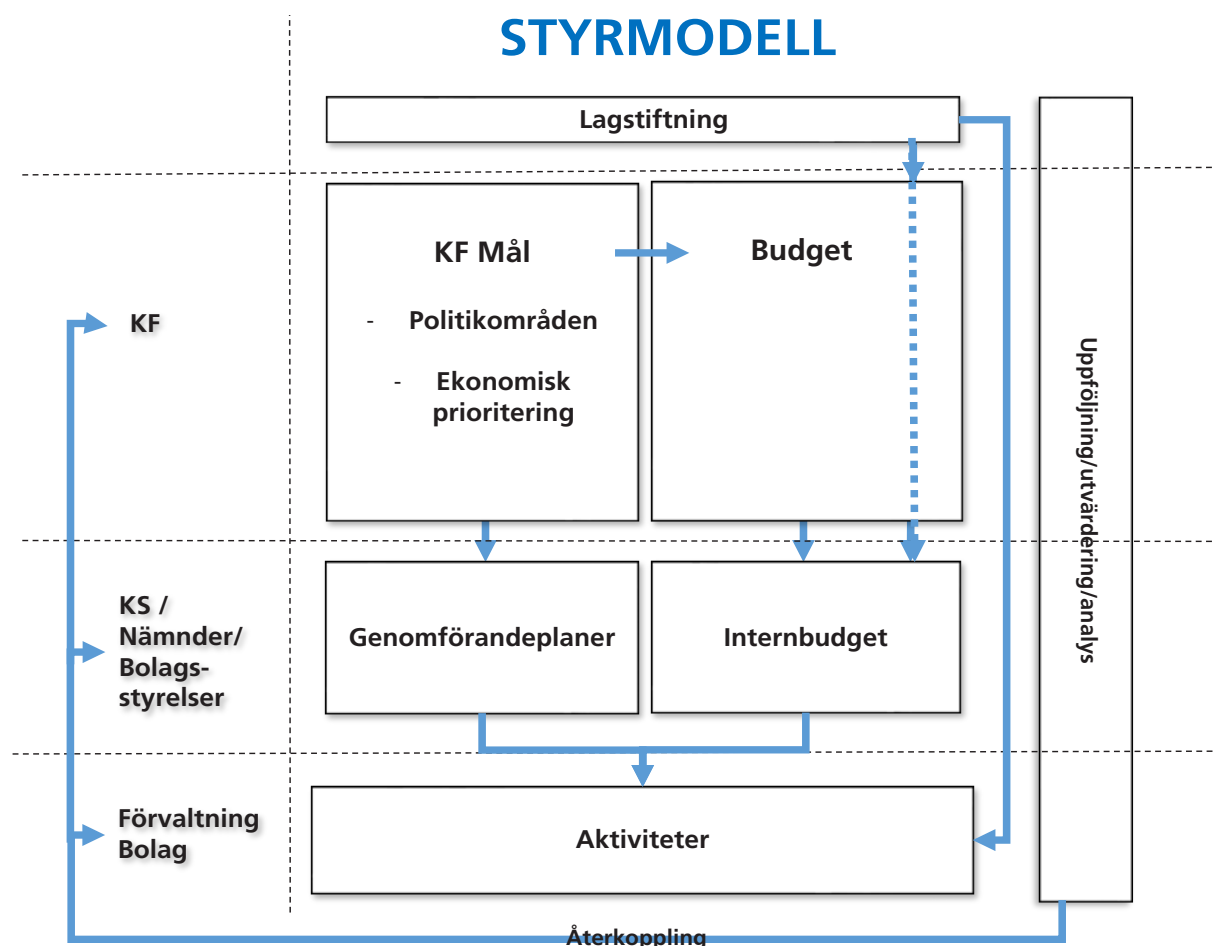 STYRMODELL
Lagstiftning
KF Mål
- Politikområden
- Ekonomisk
prioritering
Budget
KF
Uppföljning/utvärdering/analys
KS /
Nämnder/
Bolags-
styrelser
Genomförandeplaner
Internbudget
Förvaltning
Bolag
Aktiviteter
Återkoppling